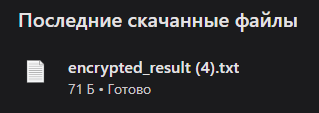 Последние скачанные файлы
encrypted_result (4).txt
71 Б • Готово